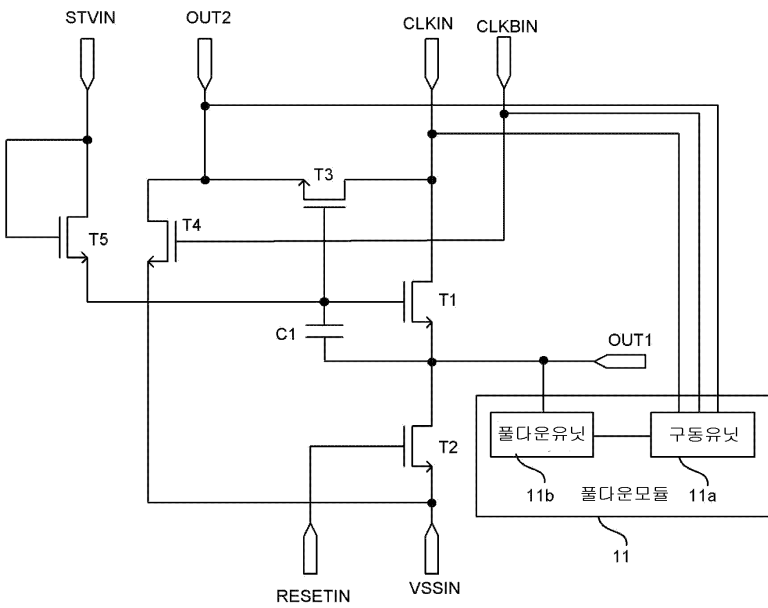 STVIN
OUT2
CLKIN
CLKBIN
T3
T5
T4
T1
C1
OUT1
T2
풀다운유닛
구동유닛
11b
풀다운모듈
11a
11
RESETIN
VSSIN